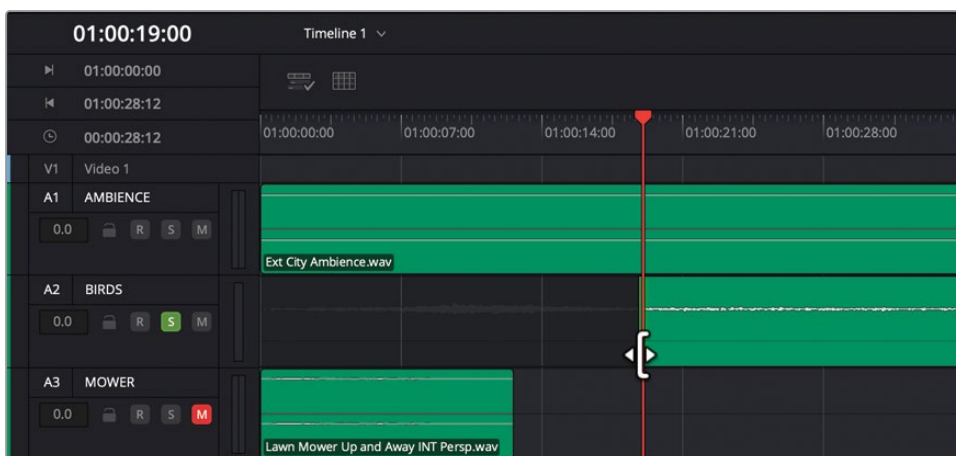 01:00:19:00 Timeline 1
01:00:00:00
01:00:28:12
00:00:28:12
01:00:00:00 01:00:07:00 01:00:14:00 01:00:21:00 01:00:28:00
V1 Video 1
A1 AMBIENCE
0.0 R S M
Ext City Ambience.wav
A2 BIRDS
0.0 R S M
A3 MOWER
0.0 R S M
Lawn Mower Up and Away INT Persp.wav